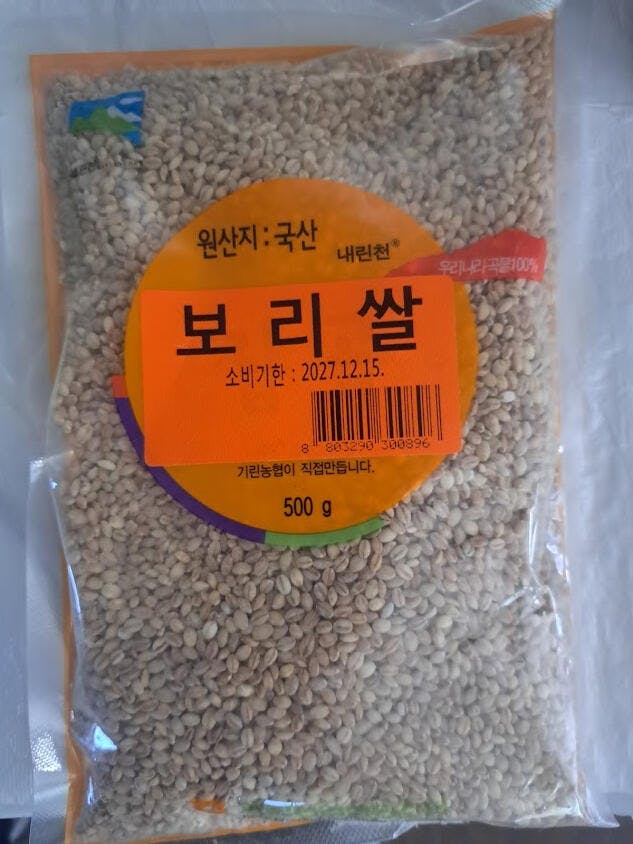 원산지 : 국산
내린천®
우리나라 곡물100%
보리쌀
소비기한 : 2027.12.15.
8 803290 300896
기린농협이 직접만듭니다.
500 g